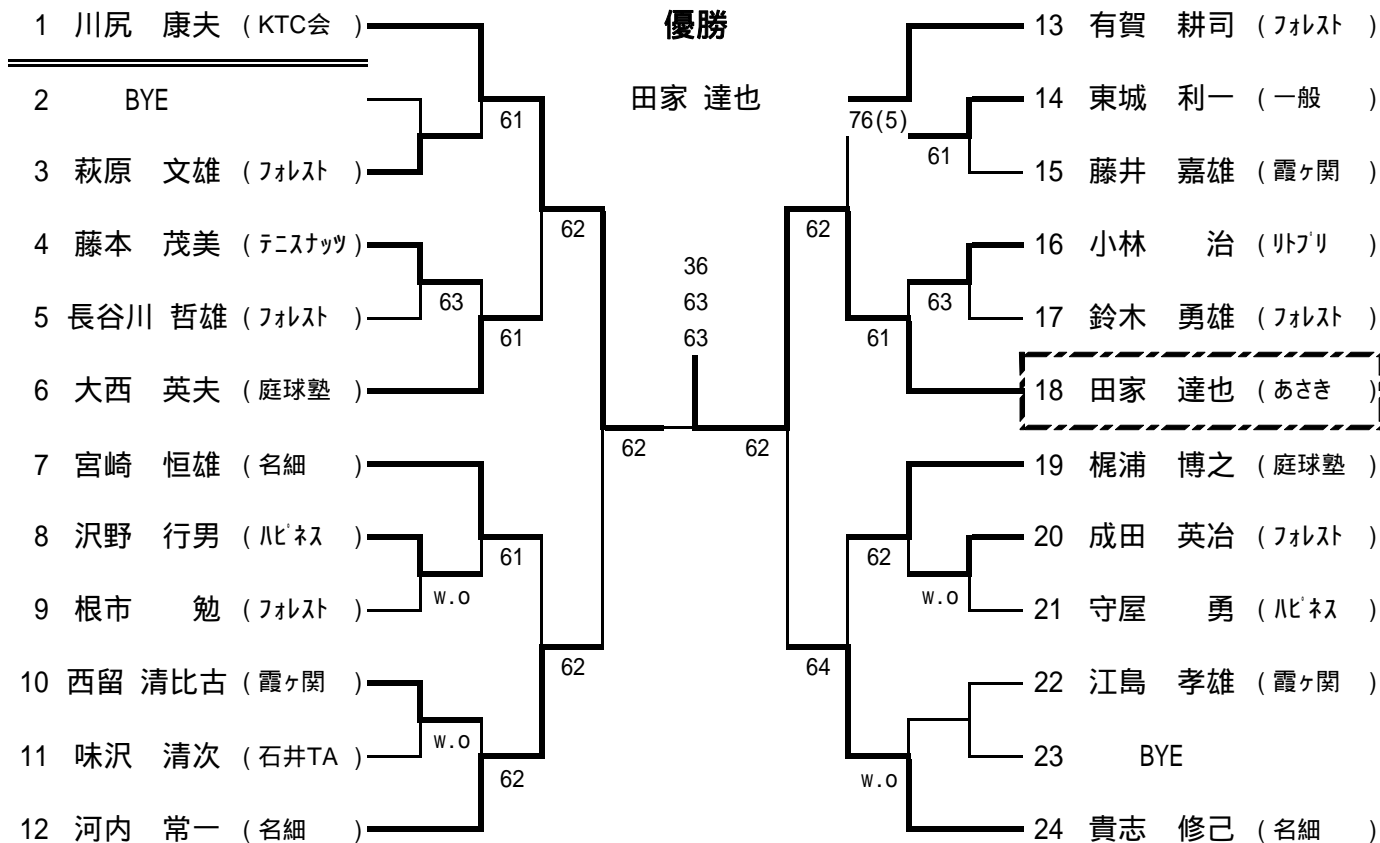 優勝
田家 達也
1 川尻 康夫 ( KTC会 )
2 BYE
61
3 萩原 文雄 ( フォレスト )
62
4 藤本 茂美 ( テニスナッツ )
63
5 長谷川 哲雄 ( フォレスト )
61
6 大西 英夫 ( 庭球塾 )
62
7 宮崎 恒雄 ( 名細 )
8 沢野 行男 ( ハピネス )
61
w.o
9 根市 勉 ( フォレスト )
62
10 西留 清比古 ( 霞ヶ関 )
w.o
11 味沢 清次 ( 石井TA )
62
12 河内 常一 ( 名細 )
36
63
63
13 有賀 耕司 ( フォレスト )
14 東城 利一 ( 一般 )
76(5)
61
15 藤井 嘉雄 ( 霞ヶ関 )
62
16 小林 治 ( リトプリ )
63
17 鈴木 勇雄 ( フォレスト )
61
18 田家 達也 ( あさき )
62
19 梶浦 博之 ( 庭球塾 )
20 成田 英冶 ( フォレスト )
62
w.o
21 守屋 勇 ( ハピネス )
64
22 江島 孝雄 ( 霞ヶ関 )
23 BYE
w.o
24 貴志 修己 ( 名細 )